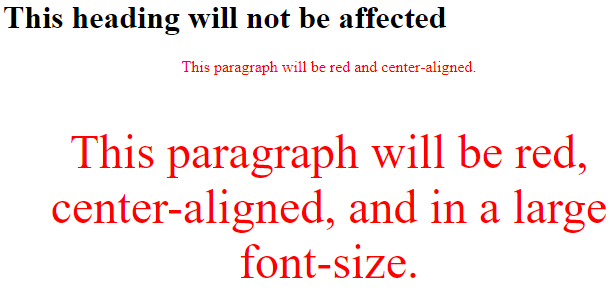 This heading will not be affected
This paragraph will be red and center-aligned.
This paragraph will be red,
center-aligned, and in a large
font-size.